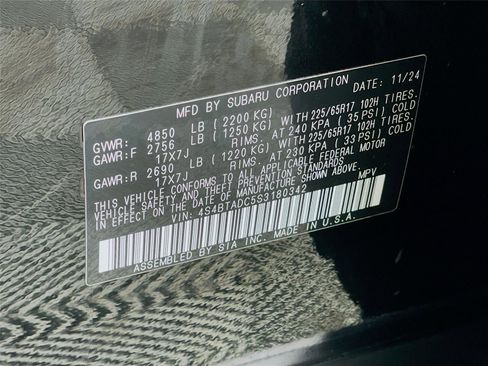 MFD BY SUBARU CORPORATION DATE: 11/24
GVWR: 4850 LB ( 2200 KG)
GAWR:F 2756 LB ( 1250 KG) WITH 225/65R17 102H TIRES.
17X7J RIMS. AT 240 KPA ( 35 PSI) COLD
GAWR:R 2690 LB ( 1220 KG) WITH 225/65R17 102H TIRES.
17X7J RIMS. AT 230 KPA ( 33 PSI) COLD
THIS VEHICLE CONFORMS TO ALL APPLICABLE FEDERAL MOTOR
VEHICLE SAFETY, BUMPER, AND THEFT PREVENTION STANDARDS
IN EFFECT ON THE DATE OF MANUFACTURE SHOWN ABOVE.
VIN: 4S4BTADC5S3180342 MPV
ASSEMBLED BY SIA INC. MADE IN U.S.A.